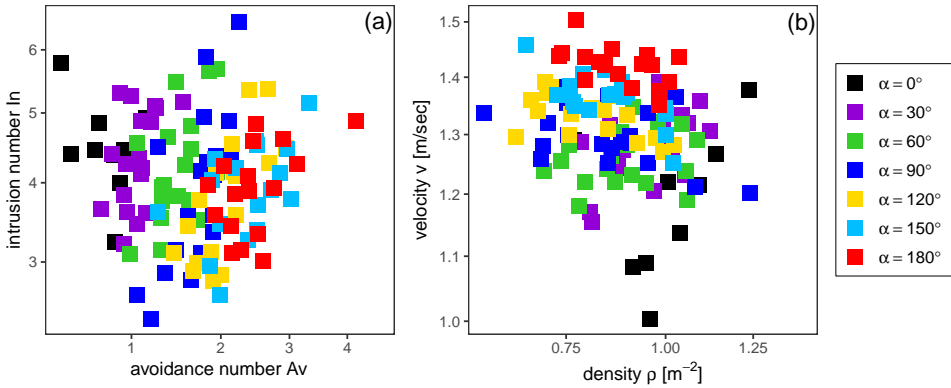 (a)
intrusion number In
6
5
4
3
1
2
3
4
avoidance number Av
(b)
velocity v [m/sec]
1.5
1.4
1.3
1.2
1.1
1.0
0.75
1.00
1.25
density ρ [m⁻²]
α = 0°
α = 30°
α = 60°
α = 90°
α = 120°
α = 150°
α = 180°